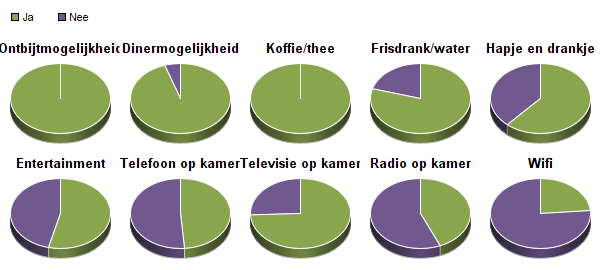 Ja Nee
Ontbijtmogelijkheid Dinermogelijkheid Koffie/thee Frisdrank/water Hapje en drankje
Entertainment Telefoon op kamer Televisie op kamer Radio op kamer Wifi